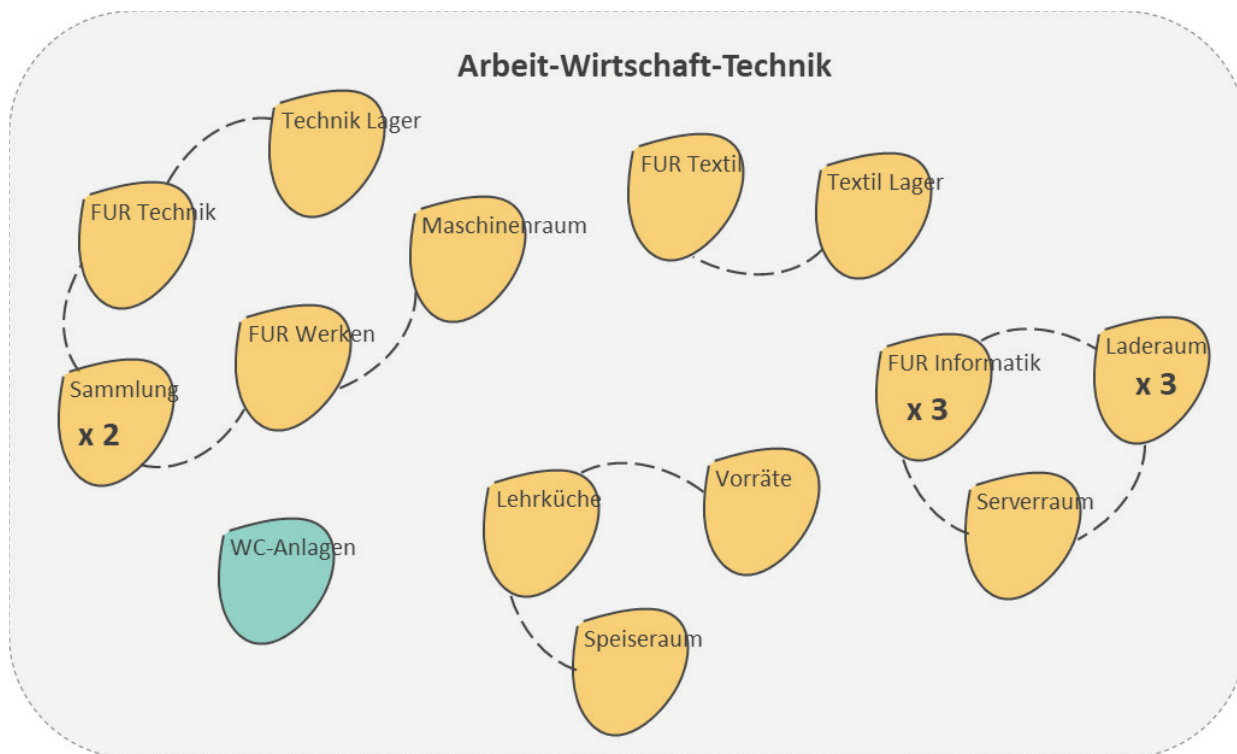 Arbeit-Wirtschaft-Technik
Technik Lager
FUR Technik
Maschinenraum
FUR Textil
Textil Lager
FUR Werken
Sammlung
x 2
FUR Informatik
x 3
Laderaum
x 3
Lehrküche
Vorräte
Serverraum
WC-Anlagen
Speiseraum